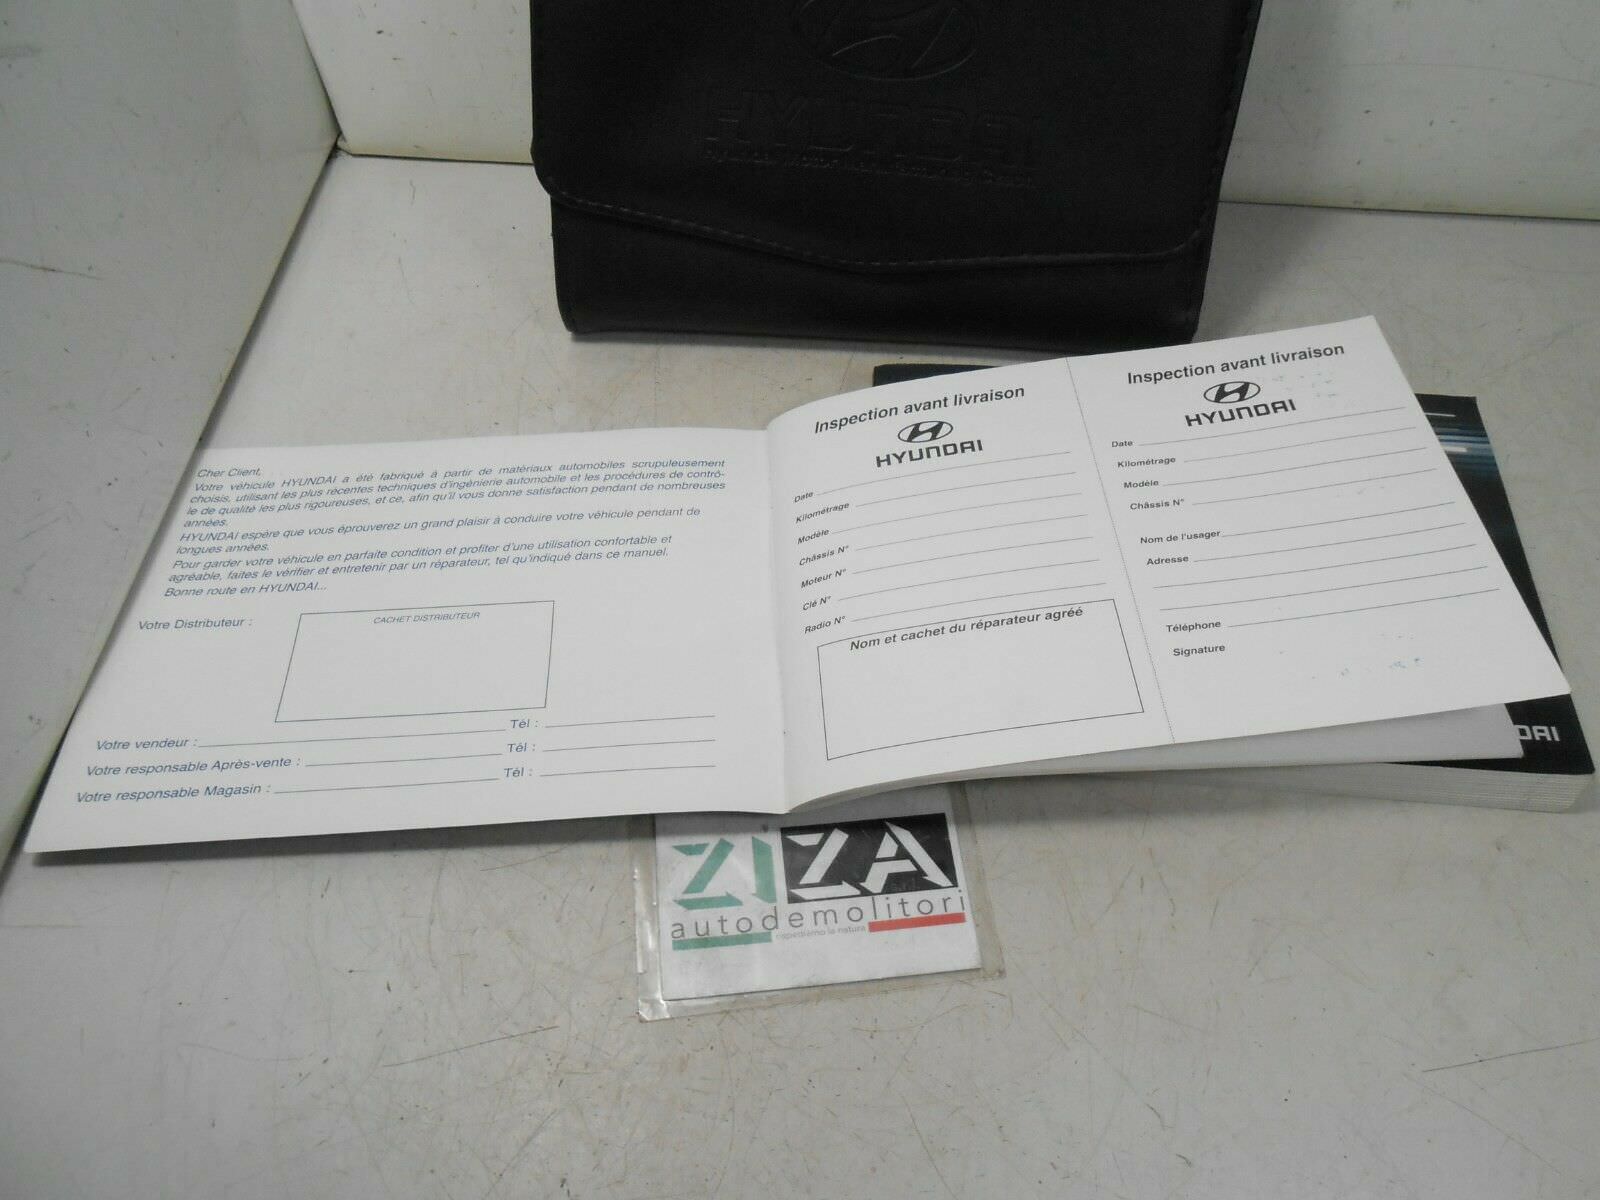 HYUNDAI
Cher Client,
Votre véhicule HYUNDAI a été fabriqué à partir de matériaux automobiles scrupuleusement
choisis, utilisant les plus récentes techniques d'ingénierie automobile et les procédures de contrô-
le de qualité les plus rigoureuses, et ce, afin qu'il vous donne satisfaction pendant de nombreuses
années.
HYUNDAI espère que vous éprouverez un grand plaisir à conduire votre véhicule pendant de
longues années.
Pour garder votre véhicule en parfaite condition et profiter d'une utilisation confortable et
agréable, faites le vérifier et entretenir par un réparateur, tel qu'indiqué dans ce manuel.
Bonne route en HYUNDAI...
Votre Distributeur :
CACHET DISTRIBUTEUR
Votre vendeur : Tél :
Votre responsable Après-vente : Tél :
Votre responsable Magasin : Tél :
Inspection avant livraison
HYUNDAI
Date
Kilométrage
Modèle
Châssis N°
Moteur N°
Clé N°
Radio N°
Nom et cachet du réparateur agréé
Inspection avant livraison
HYUNDAI
Date
Kilométrage
Modèle
Châssis N°
Nom de l'usager
Adresse
Téléphone
Signature
DAI
ZIZA
autodemolitori
rispediamo la natura